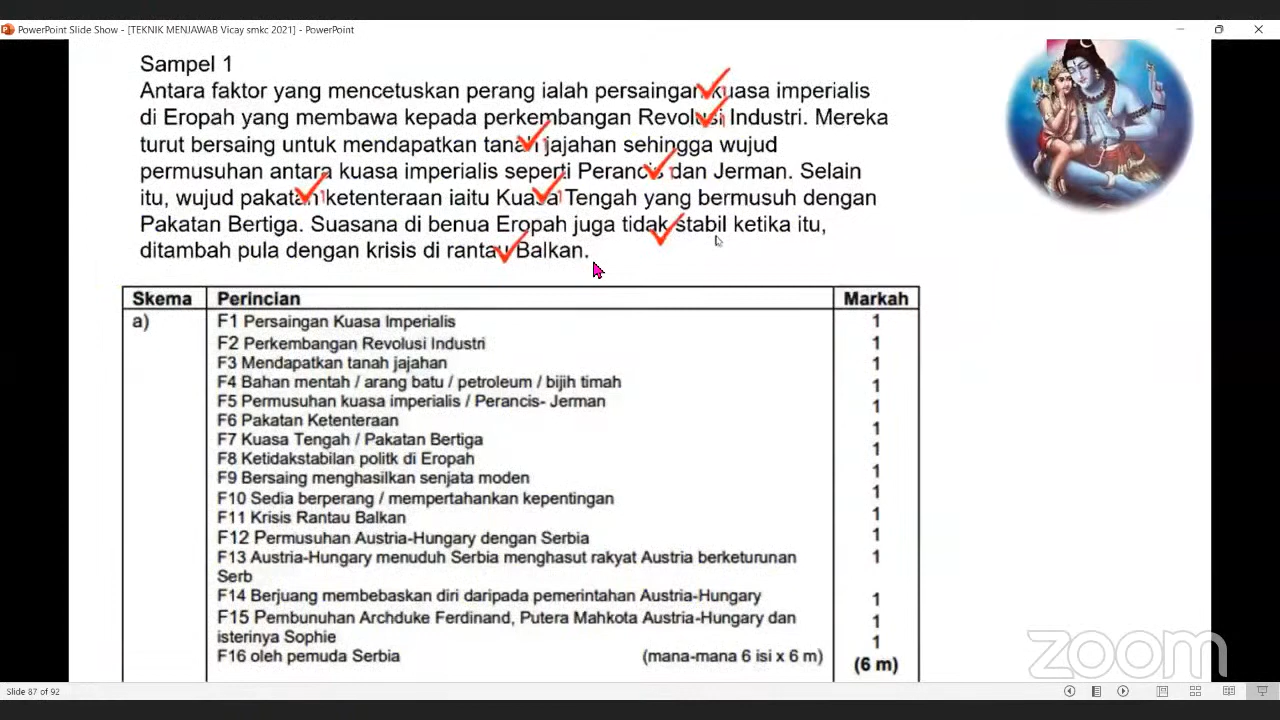 PowerPoint Slide Show - [TEKNIK MENJAWAB Vicay smkc 2021] - PowerPoint
Sampel 1
Antara faktor yang mencetuskan perang ialah persaingan kuasa imperialis
di Eropah yang membawa kepada perkembangan Revolusi Industri. Mereka
turut bersaing untuk mendapatkan tanah jajahan sehingga wujud
permusuhan antara kuasa imperialis seperti Perancis dan Jerman. Selain
itu, wujud pakatan ketenteraan iaitu Kuasa Tengah yang bermusuh dengan
Pakatan Bertiga. Suasana di benua Eropah juga tidak stabil ketika itu,
ditambah pula dengan krisis di rantau Balkan.
Skema Perincian Markah
a) F1 Persaingan Kuasa Imperialis 1
F2 Perkembangan Revolusi Industri 1
F3 Mendapatkan tanah jajahan 1
F4 Bahan mentah / arang batu / petroleum / bijih timah 1
F5 Permusuhan kuasa imperialis / Perancis- Jerman 1
F6 Pakatan Ketenteraan 1
F7 Kuasa Tengah / Pakatan Bertiga 1
F8 Ketidakstabilan politk di Eropah 1
F9 Bersaing menghasilkan senjata moden 1
F10 Sedia berperang / mempertahankan kepentingan 1
F11 Krisis Rantau Balkan 1
F12 Permusuhan Austria-Hungary dengan Serbia 1
F13 Austria-Hungary menuduh Serbia menghasut rakyat Austria berketurunan
Serb
F14 Berjuang membebaskan diri daripada pemerintahan Austria-Hungary 1
F15 Pembunuhan Archduke Ferdinand, Putera Mahkota Austria-Hungary dan 1
isterinya Sophie 1
F16 oleh pemuda Serbia (mana-mana 6 isi x 6 m) (6 m)
zoom
Slide 87 of 92